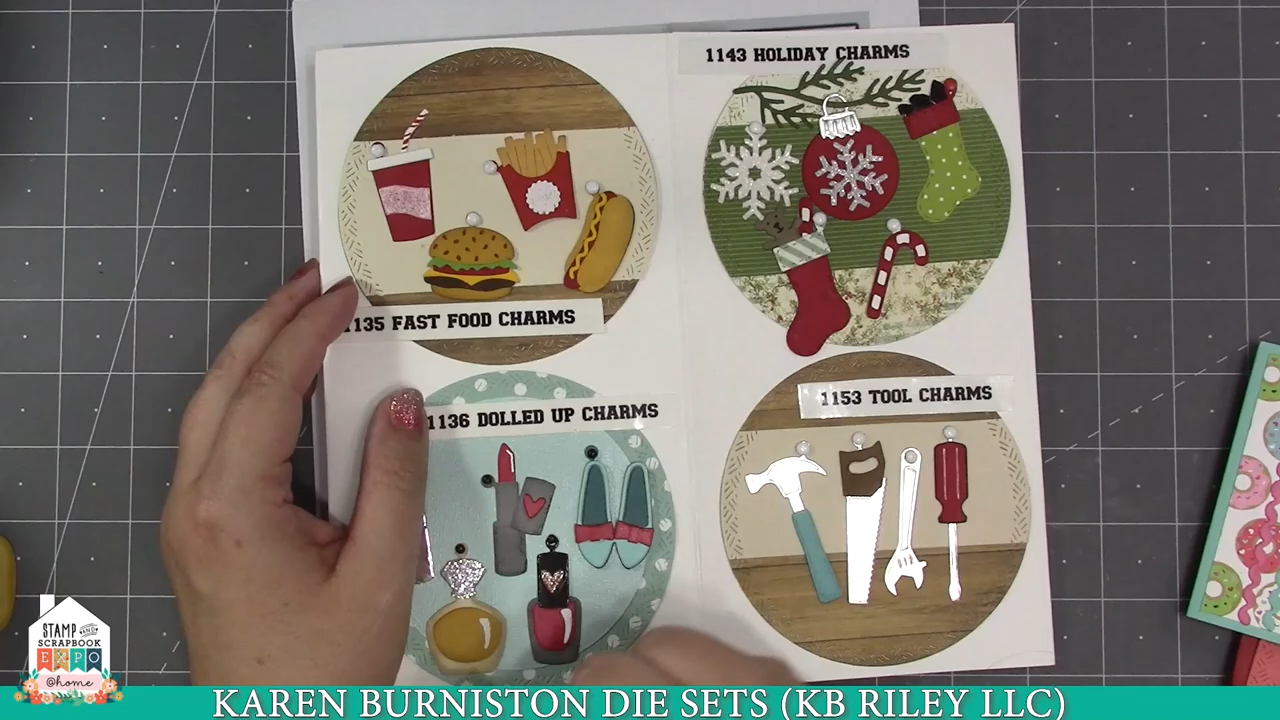 1143 HOLIDAY CHARMS
1135 FAST FOOD CHARMS
1136 DOLLED UP CHARMS
1153 TOOL CHARMS
STAMP AND
SCRAPBOOK
EXPO
@home
KAREN BURNISTON DIE SETS (KB RILEY LLC)